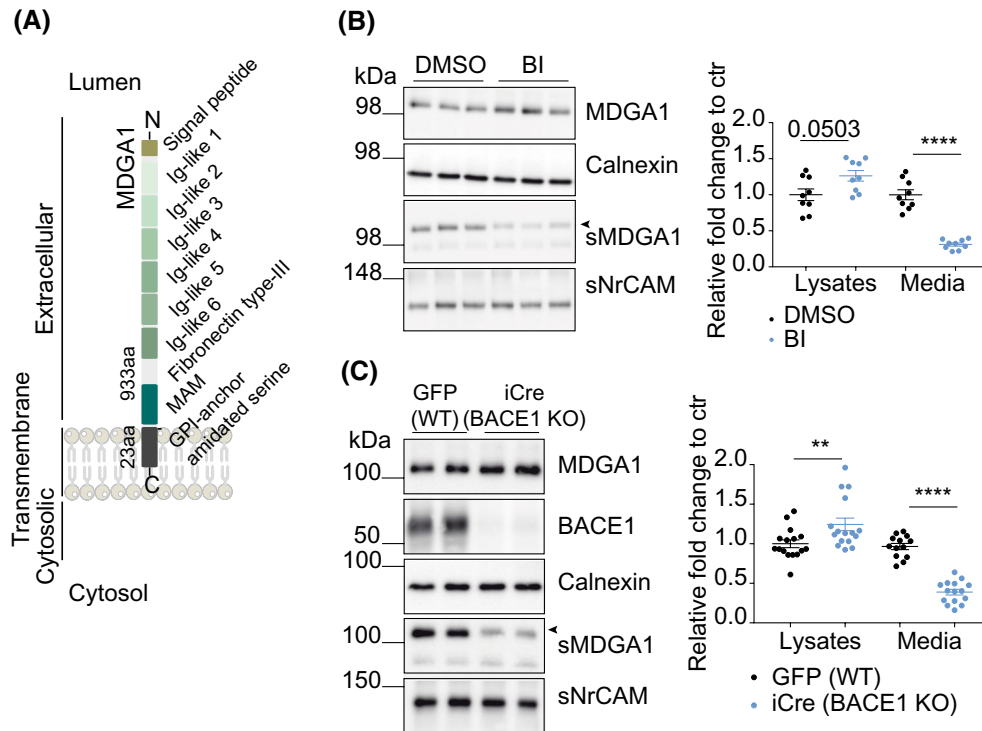 (A)
Lumen
N
MDGA1
Signal peptide
Ig-like 1
Ig-like 2
Ig-like 3
Ig-like 4
Ig-like 5
Ig-like 6
Fibronectin type-III
MAM
GPI-anchor
amidated serine
933aa
23aa
C
Extracellular
Transmembrane
Cytosolic
Cytosol
(B)
kDa
DMSO BI
98 MDGA1
98 Calnexin
98 sMDGA1
148 sNrCAM
Relative fold change to ctr
2.0
1.5
1.0
0.5
0.0
0.0503 ****
Lysates Media
DMSO
BI
(C)
GFP iCre
(WT) (BACE1 KO)
kDa
100 MDGA1
50 BACE1
100 Calnexin
100 sMDGA1
150 sNrCAM
Relative fold change to ctr
2.0
1.5
1.0
0.5
0.0
** ****
Lysates Media
GFP (WT)
iCre (BACE1 KO)